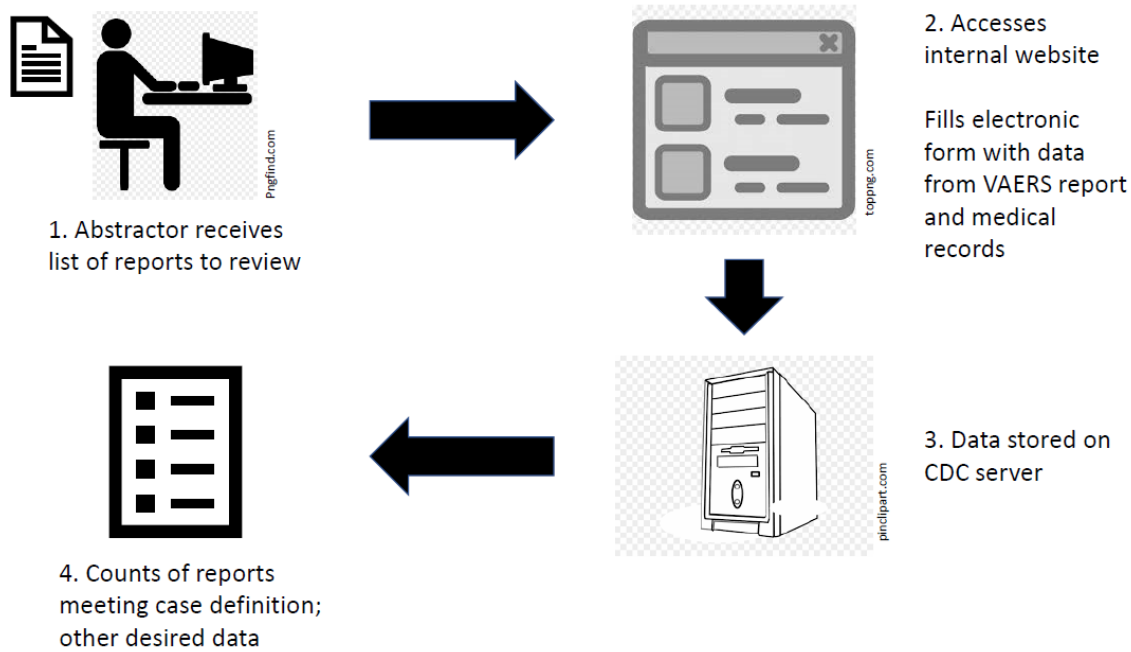 Pngfind.com
1. Abstractor receives
list of reports to review
toppng.com
2. Accesses
internal website
Fills electronic
form with data
from VAERS report
and medical
records
pinclipart.com
3. Data stored on
CDC server
4. Counts of reports
meeting case definition;
other desired data